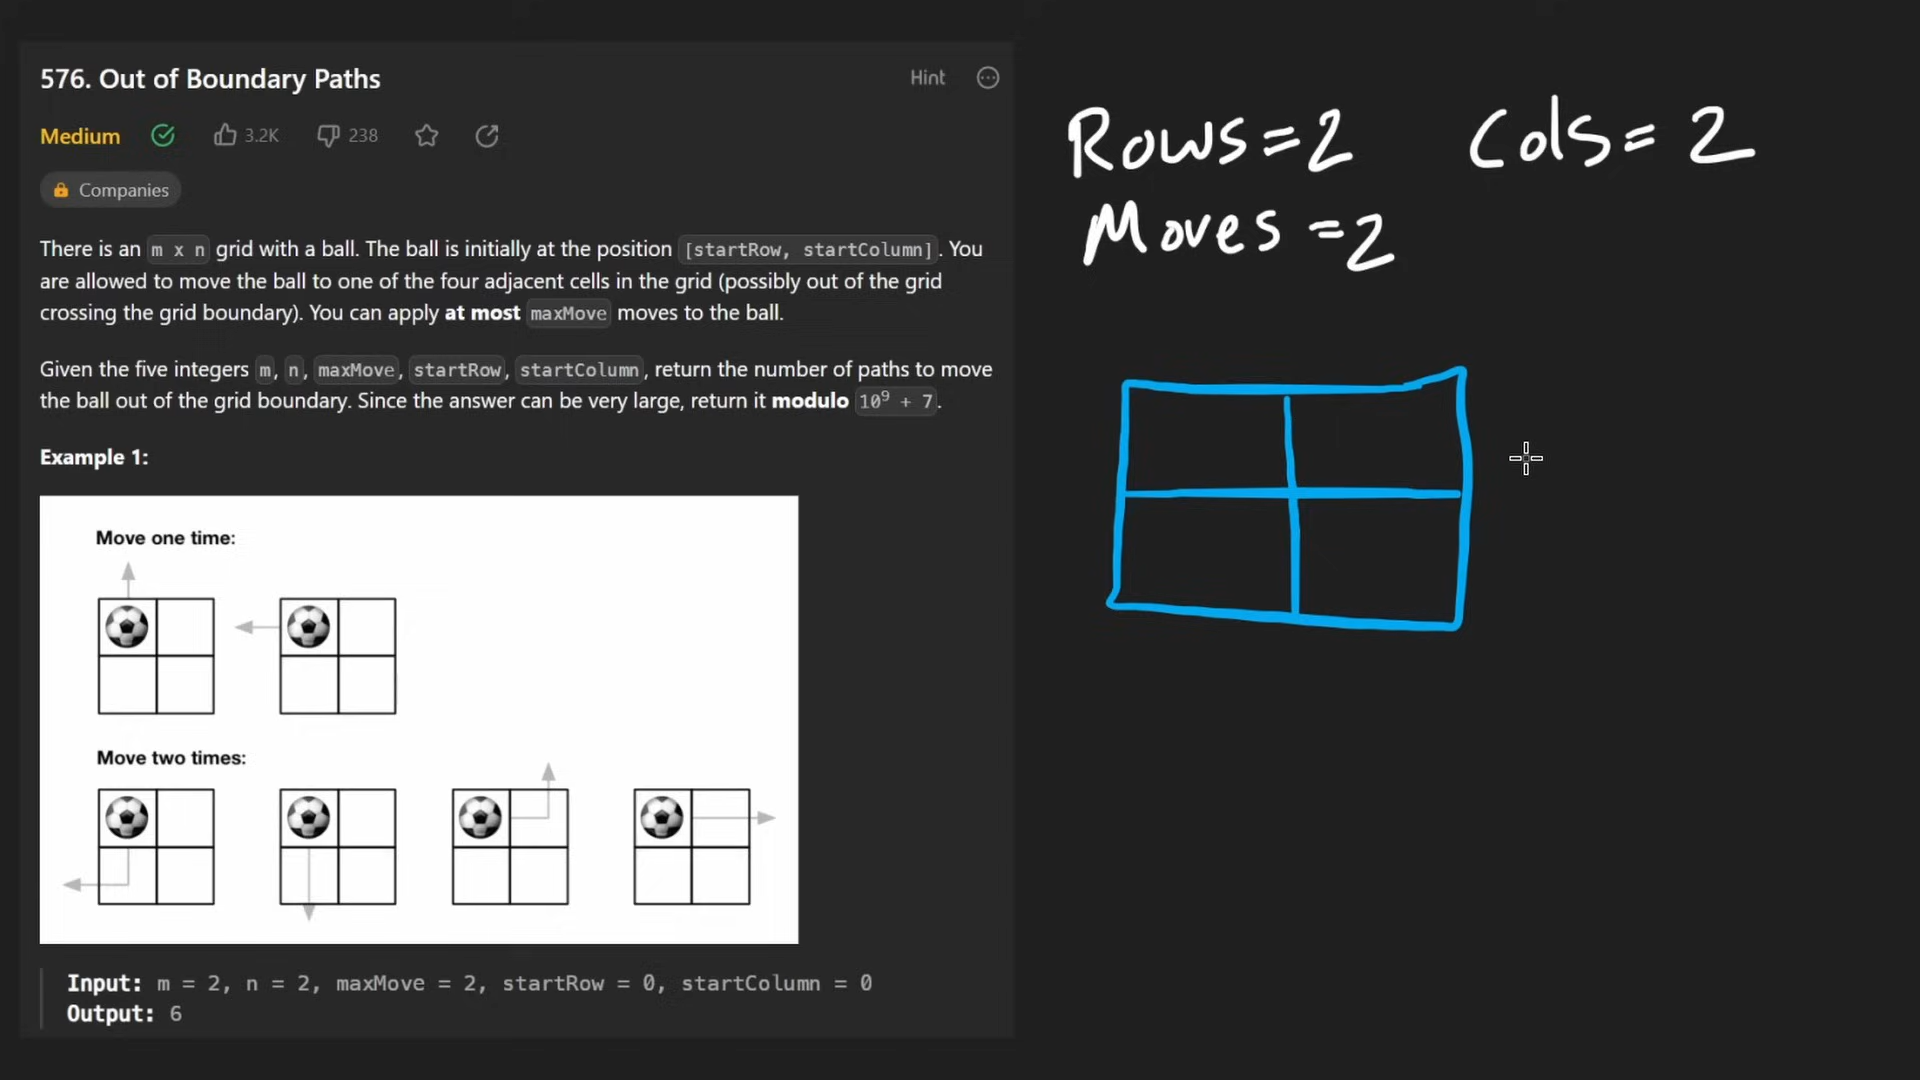 576. Out of Boundary Paths
Hint
Medium 3.2K 238
Companies
There is an m x n grid with a ball. The ball is initially at the position [startRow, startColumn]. You
are allowed to move the ball to one of the four adjacent cells in the grid (possibly out of the grid
crossing the grid boundary). You can apply at most maxMove moves to the ball.
Given the five integers m, n, maxMove, startRow, startColumn, return the number of paths to move
the ball out of the grid boundary. Since the answer can be very large, return it modulo 10⁹ + 7.
Example 1:
Move one time:
Move two times:
Input: m = 2, n = 2, maxMove = 2, startRow = 0, startColumn = 0
Output: 6
Rows=2 Cols=2
Moves=2